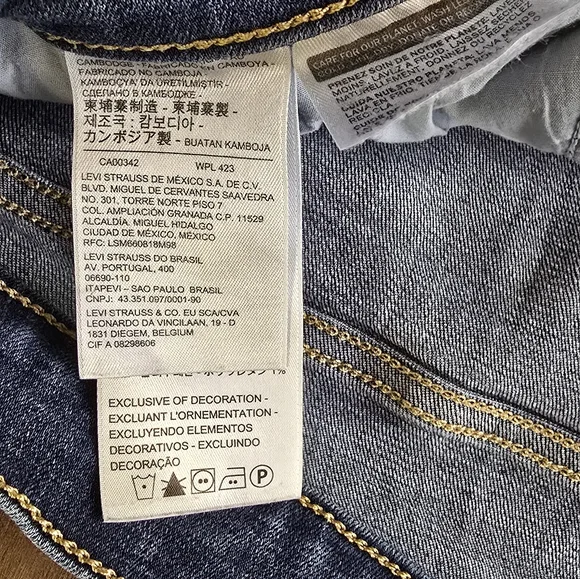 CAMBODGE - FABRICADO EN CAMBOYA -
FABRICADO NO CAMBOJA -
KAMBOÇYA'DA ÜRETİLMİŞTİR -
СДЕЛАНО В КАМБОДЖЕ -
柬埔寨制造 - 柬埔寨製 -
제조국 : 캄보디아 -
カンボジア製 - BUATAN KAMBOJA
CA00342 WPL 423
LEVI STRAUSS DE MÉXICO S.A. DE C.V.
BLVD. MIGUEL DE CERVANTES SAAVEDRA
NO. 301, TORRE NORTE PISO 7
COL. AMPLIACIÓN GRANADA C.P. 11529
ALCALDÍA. MIGUEL HIDALGO
CIUDAD DE MÉXICO, MÉXICO
RFC: LSM660818M98
LEVI STRAUSS DO BRASIL
AV. PORTUGAL, 400
06690-110
ITAPEVI – SAO PAULO BRASIL
CNPJ: 43.351.097/0001-90
LEVI STRAUSS & CO. EU SCA/CVA
LEONARDO DA VINCILAAN, 19 - D
1831 DIEGEM, BELGIUM
CIF A 08298606
1%
EXCLUSIVE OF DECORATION -
EXCLUANT L'ORNEMENTATION -
EXCLUYENDO ELEMENTOS
DECORATIVOS - EXCLUINDO
DECORAÇÃO
P
CARE FOR OUR PLANET: WASH LESS
PRENEZ SOIN DE NOTRE PLANÈTE: